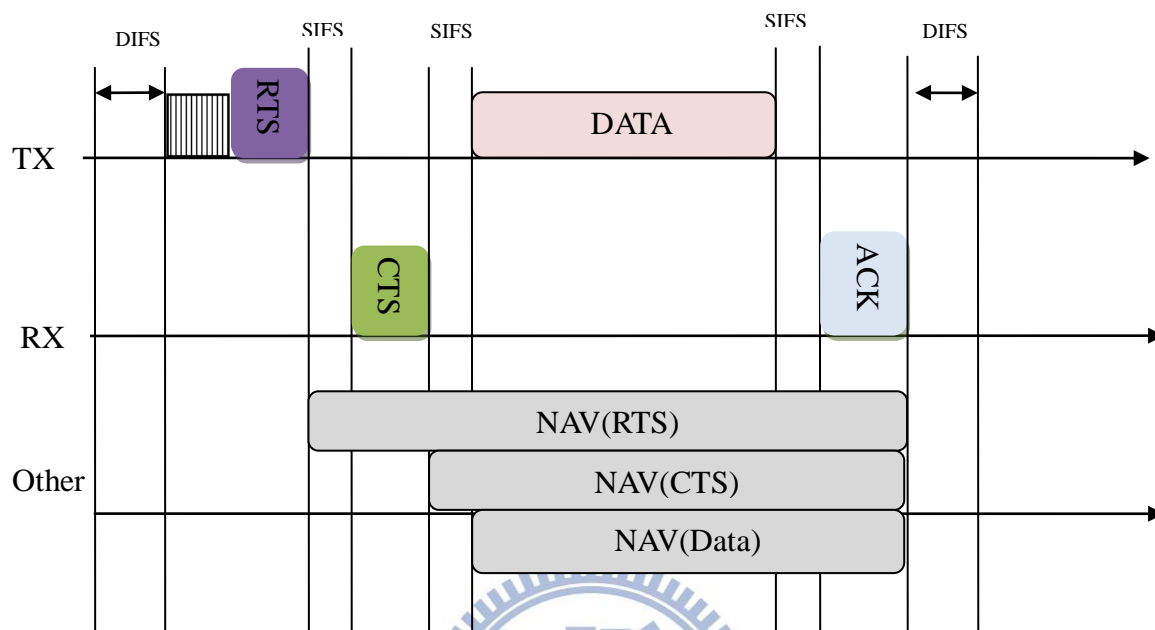 DIFS
SIFS
SIFS
SIFS
DIFS
RTS
DATA
TX
CTS
ACK
RX
NAV(RTS)
Other
NAV(CTS)
NAV(Data)